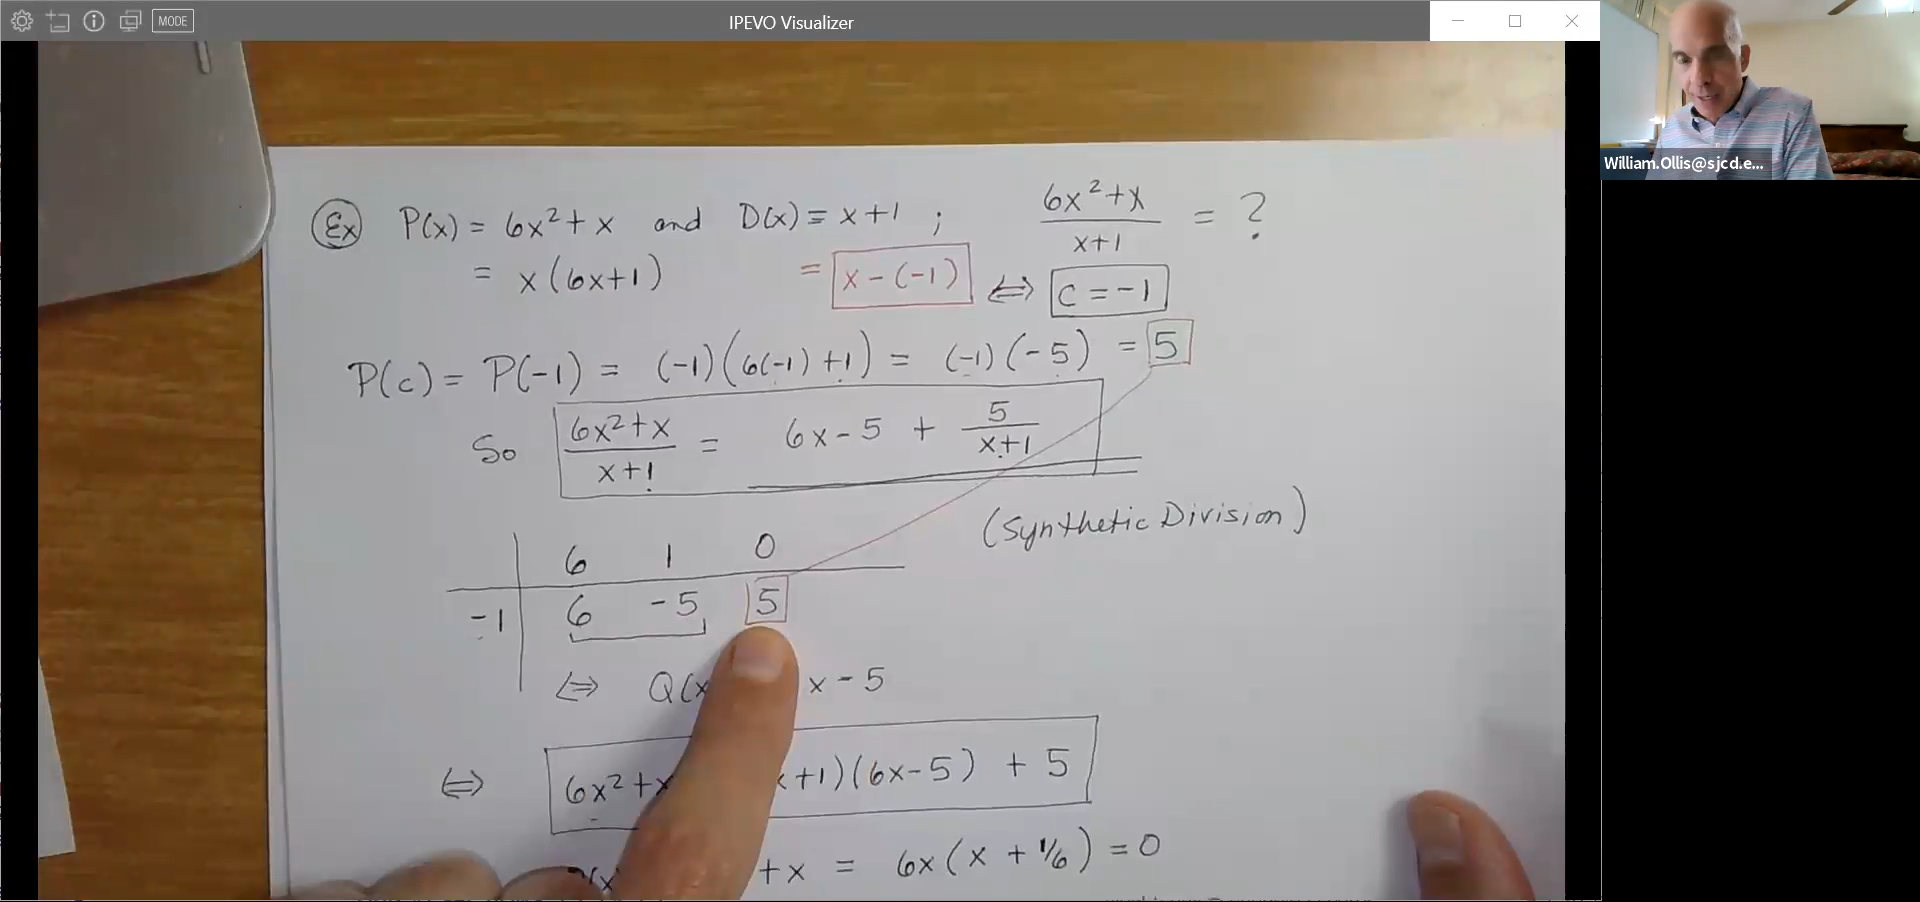 IPEVO Visualizer
MODE
William.Ollis@sjcd.e...
Ex P(x) = 6x² + x and D(x) = x+1 ; 6x²+x / x+1 = ?
= x(6x+1) = x-(-1) ⇔ c = -1
P(c) = P(-1) = (-1)(6(-1)+1) = (-1)(-5) = 5
So 6x²+x / x+1 = 6x-5 + 5 / x+1
(Synthetic Division)
6 1 0
-1 6 -5 5
⇔ Q(x x-5
⇔ 6x²+x x+1)(6x-5) + 5
(x +x = 6x(x + 1/6) = 0